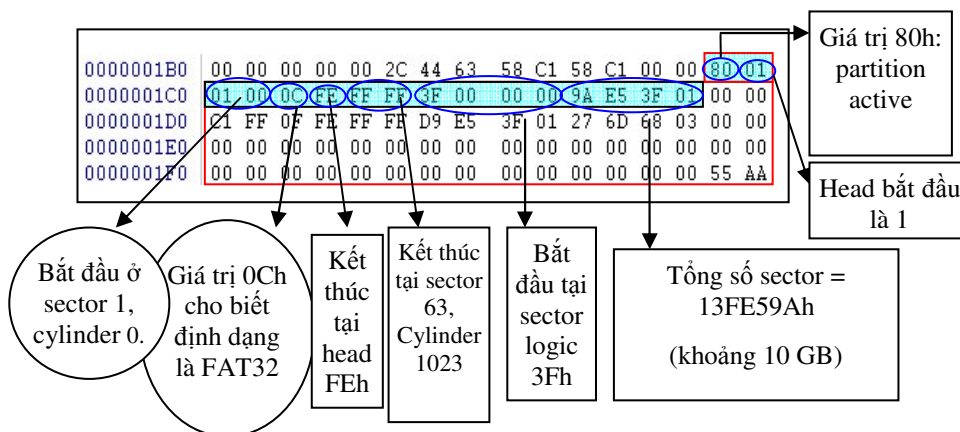 Giá trị 80h:
partition
active
0000001B0 00 00 00 00 00 2C 44 63 58 C1 58 C1 00 00 80 01
0000001C0 01 00 0C FE FF FF 3F 00 00 00 9A E5 3F 01 00 00
0000001D0 C1 FF 0F FE FF FF D9 E5 3F 01 27 6D 68 03 00 00
0000001E0 00 00 00 00 00 00 00 00 00 00 00 00 00 00 00 00
0000001F0 00 00 00 00 00 00 00 00 00 00 00 00 00 00 55 AA
Head bắt đầu
là 1
Bắt đầu ở
sector 1,
cylinder 0.
Giá trị 0Ch
cho biết
định dạng
là FAT32
Kết
thúc
tại
head
FEh
Kết thúc
tại sector
63,
Cylinder
1023
Bắt
đầu tại
sector
logic
3Fh
Tổng số sector =
13FE59Ah
(khoảng 10 GB)